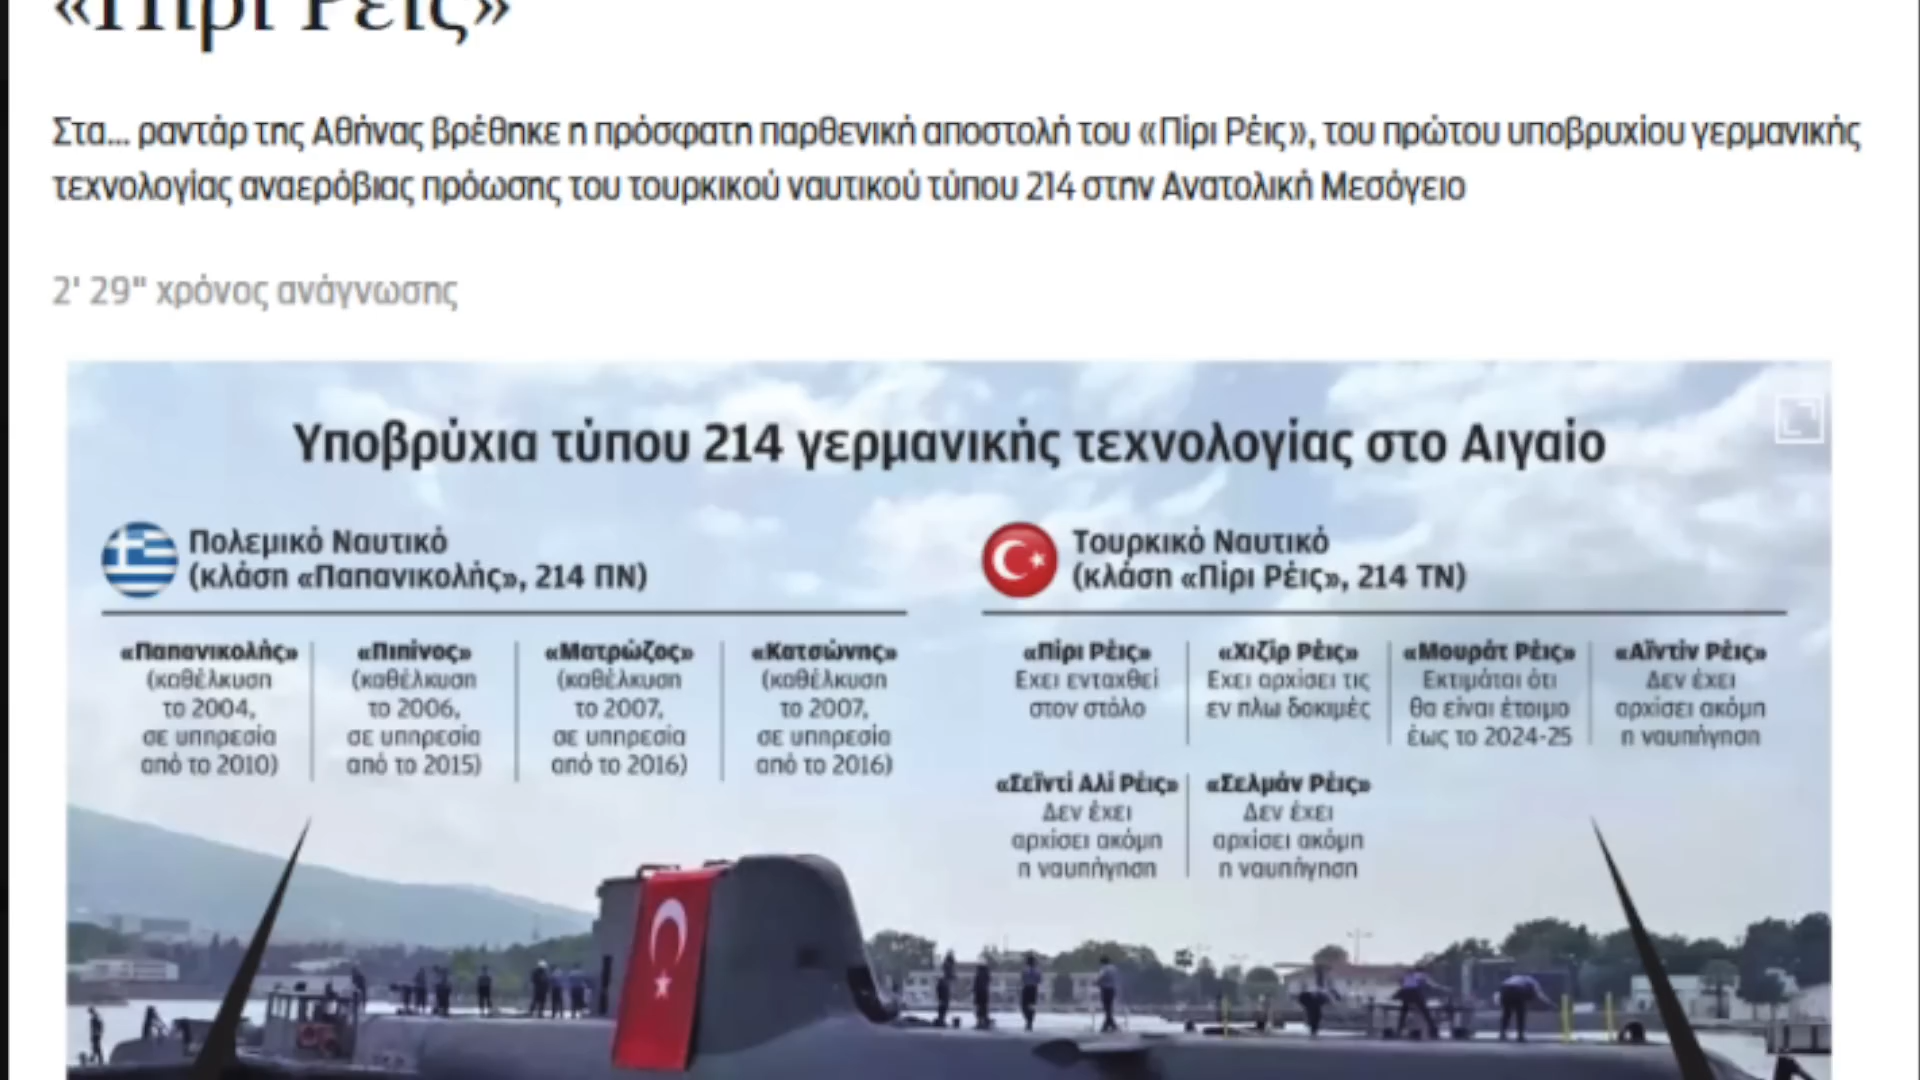 «Πίρι Ρέις»
Στα... ραντάρ της Αθήνας βρέθηκε η πρόσφατη παρθενική αποστολή του «Πίρι Ρέις», του πρώτου υποβρυχίου γερμανικής
τεχνολογίας αναερόβιας πρόωσης του τουρκικού ναυτικού τύπου 214 στην Ανατολική Μεσόγειο
2' 29" χρόνος ανάγνωσης
Υποβρύχια τύπου 214 γερμανικής τεχνολογίας στο Αιγαίο
Πολεμικό Ναυτικό
(κλάση «Παπανικολής», 214 ΠΝ)
«Παπανικολής»
(καθέλκυση
το 2004,
σε υπηρεσία
από το 2010)
«Πιπίνος»
(καθέλκυση
το 2006,
σε υπηρεσία
από το 2015)
«Ματρώζος»
(καθέλκυση
το 2007,
σε υπηρεσία
από το 2016)
«Κατσώνης»
(καθέλκυση
το 2007,
σε υπηρεσία
από το 2016)
Τουρκικό Ναυτικό
(κλάση «Πίρι Ρέις», 214 ΤΝ)
«Πίρι Ρέις»
Εχει ενταχθεί
στον στόλο
«Χιζίρ Ρέις»
Εχει αρχίσει τις
εν πλω δοκιμές
«Μουράτ Ρέις»
Εκτιμάται ότι
θα είναι έτοιμο
έως το 2024-25
«Αϊντίν Ρέις»
Δεν έχει
αρχίσει ακόμη
η ναυπήγηση
«Σεϊντί Αλί Ρέις»
Δεν έχει
αρχίσει ακόμη
η ναυπήγηση
«Σελμάν Ρέις»
Δεν έχει
αρχίσει ακόμη
η ναυπήγηση